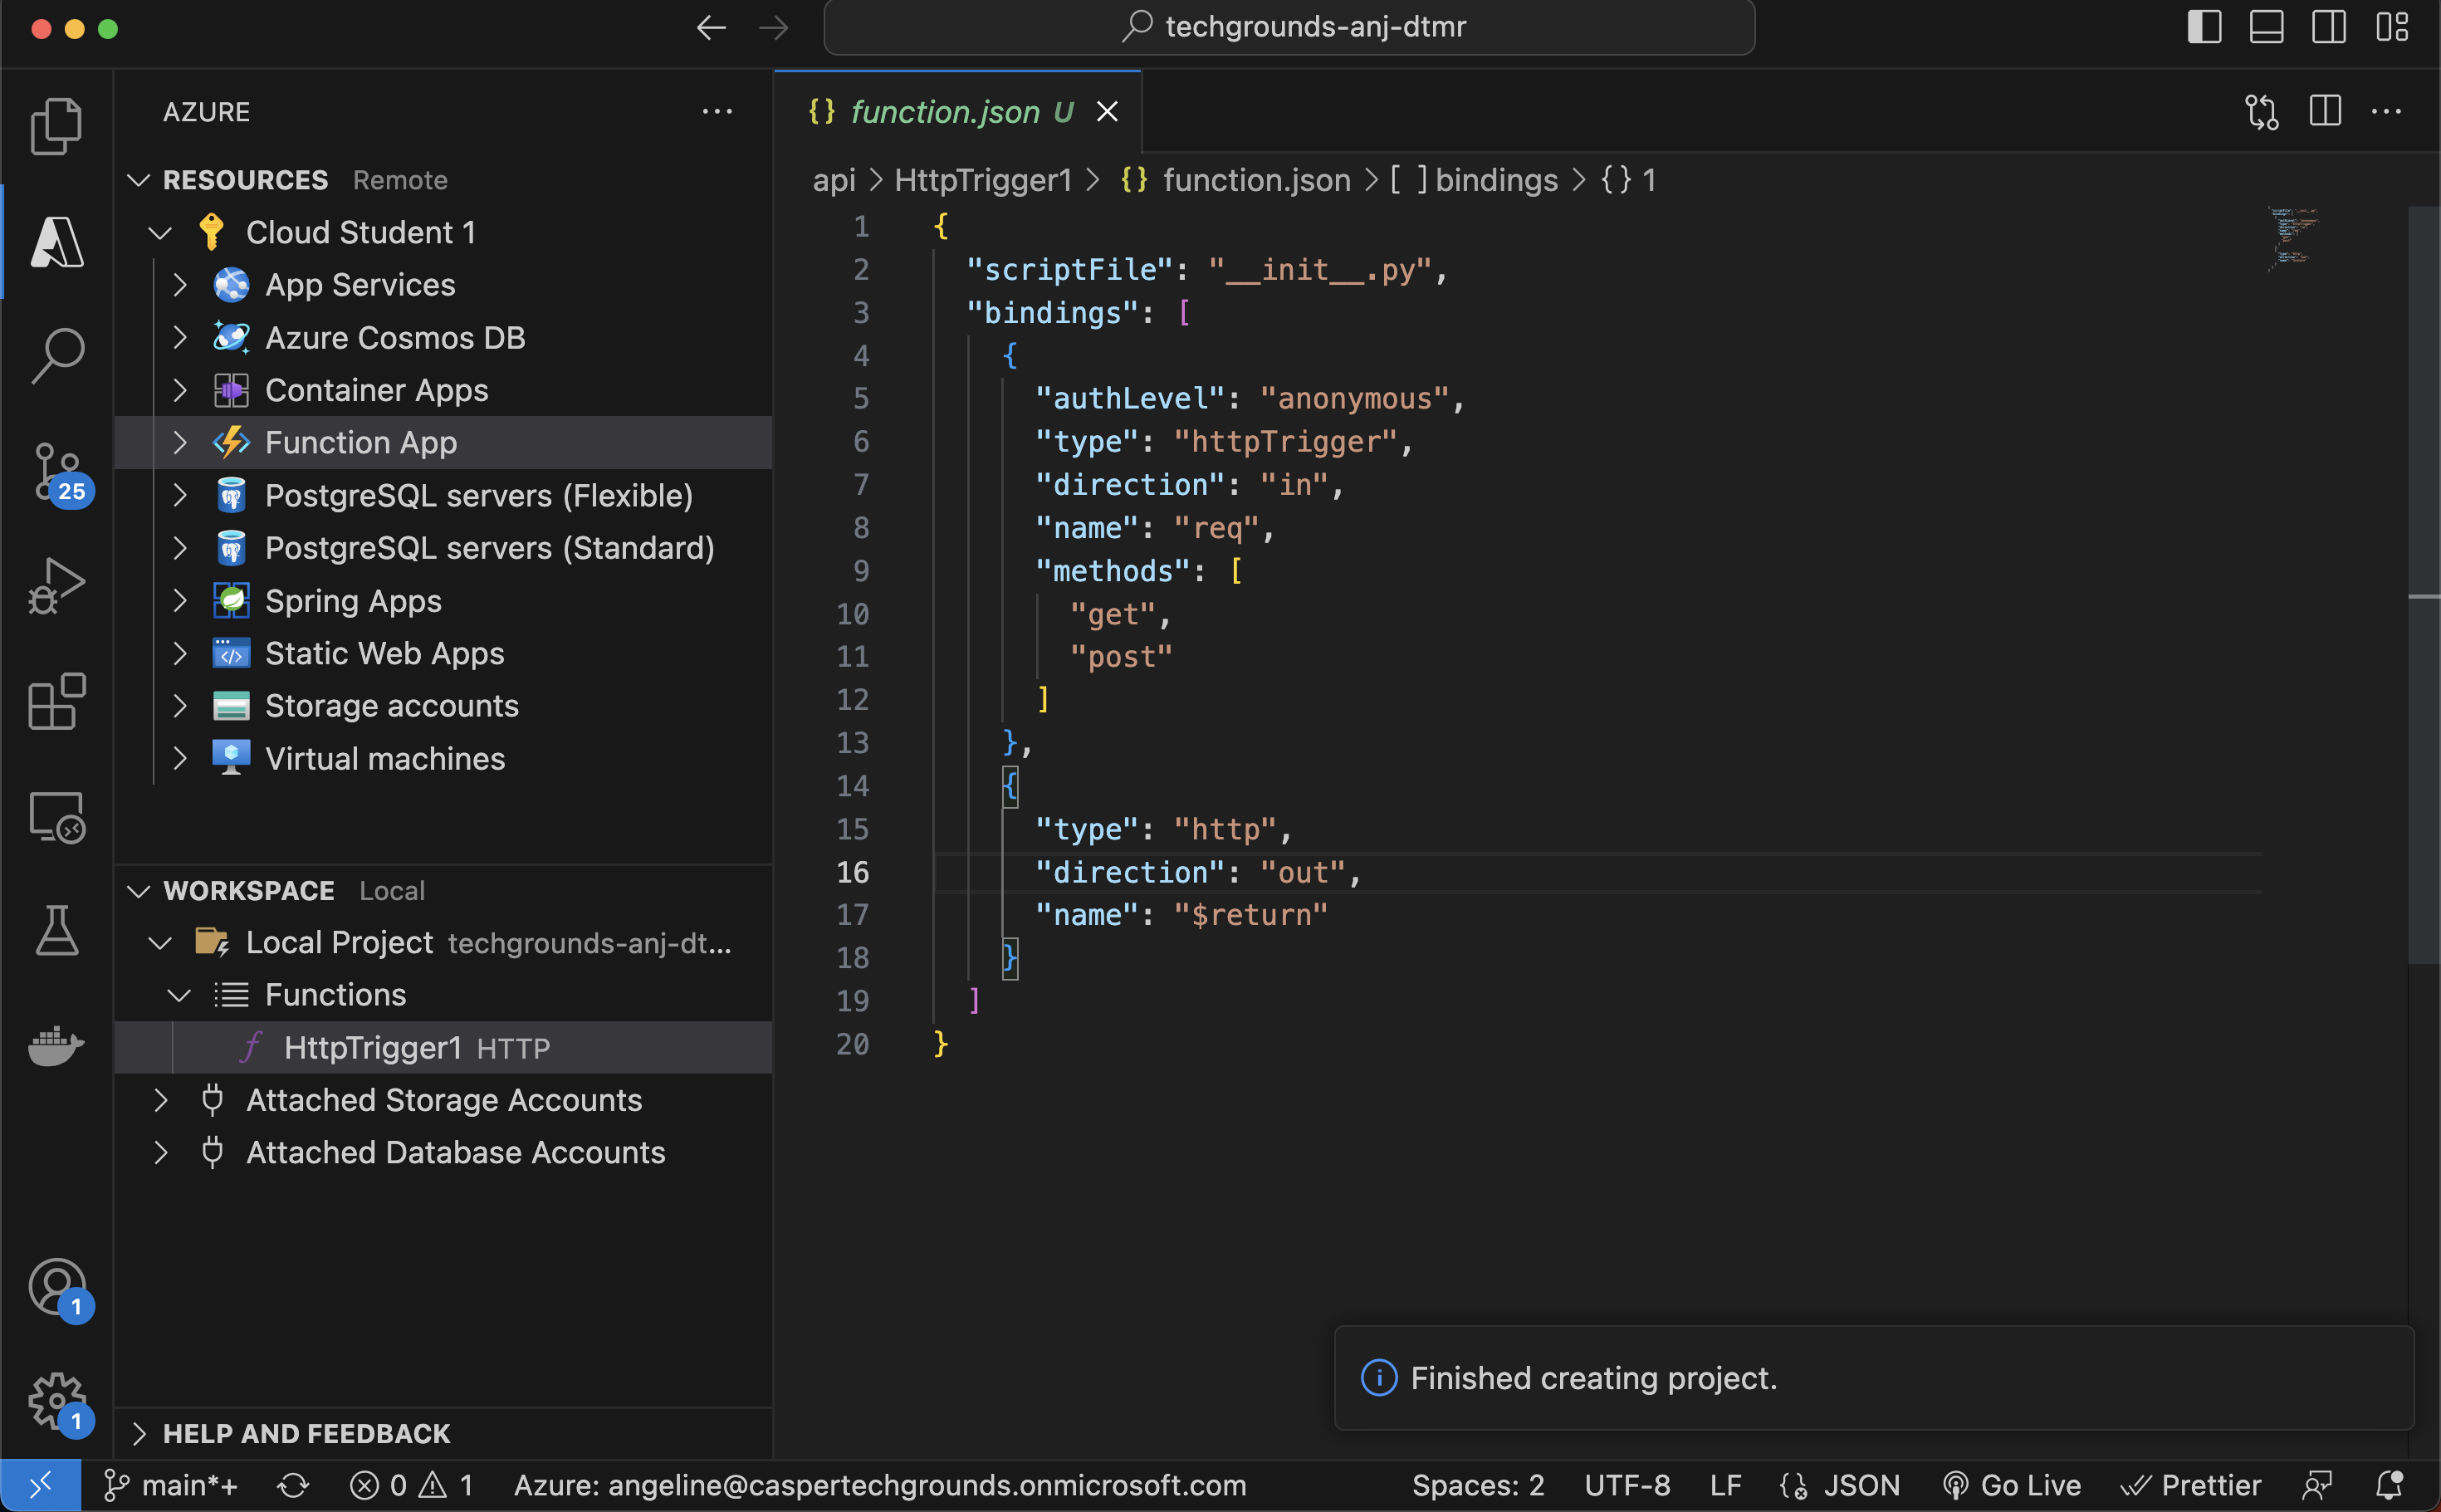 techgrounds-anj-dtmr
AZURE
RESOURCES Remote
Cloud Student 1
App Services
Azure Cosmos DB
Container Apps
Function App
PostgreSQL servers (Flexible)
PostgreSQL servers (Standard)
Spring Apps
Static Web Apps
Storage accounts
Virtual machines
WORKSPACE Local
Local Project techgrounds-anj-dt...
Functions
HttpTrigger1 HTTP
Attached Storage Accounts
Attached Database Accounts
HELP AND FEEDBACK
25
1
1
{} function.json U
api > HttpTrigger1 > {} function.json > [ ] bindings > {} 1
1 {
2 "scriptFile": "__init__.py",
3 "bindings": [
4 {
5 "authLevel": "anonymous",
6 "type": "httpTrigger",
7 "direction": "in",
8 "name": "req",
9 "methods": [
10 "get",
11 "post"
12 ]
13 },
14 {
15 "type": "http",
16 "direction": "out",
17 "name": "$return"
18 }
19 ]
20 }
Finished creating project.
main*+ 0 1 Azure: angeline@caspertechgrounds.onmicrosoft.com Spaces: 2 UTF-8 LF JSON Go Live Prettier